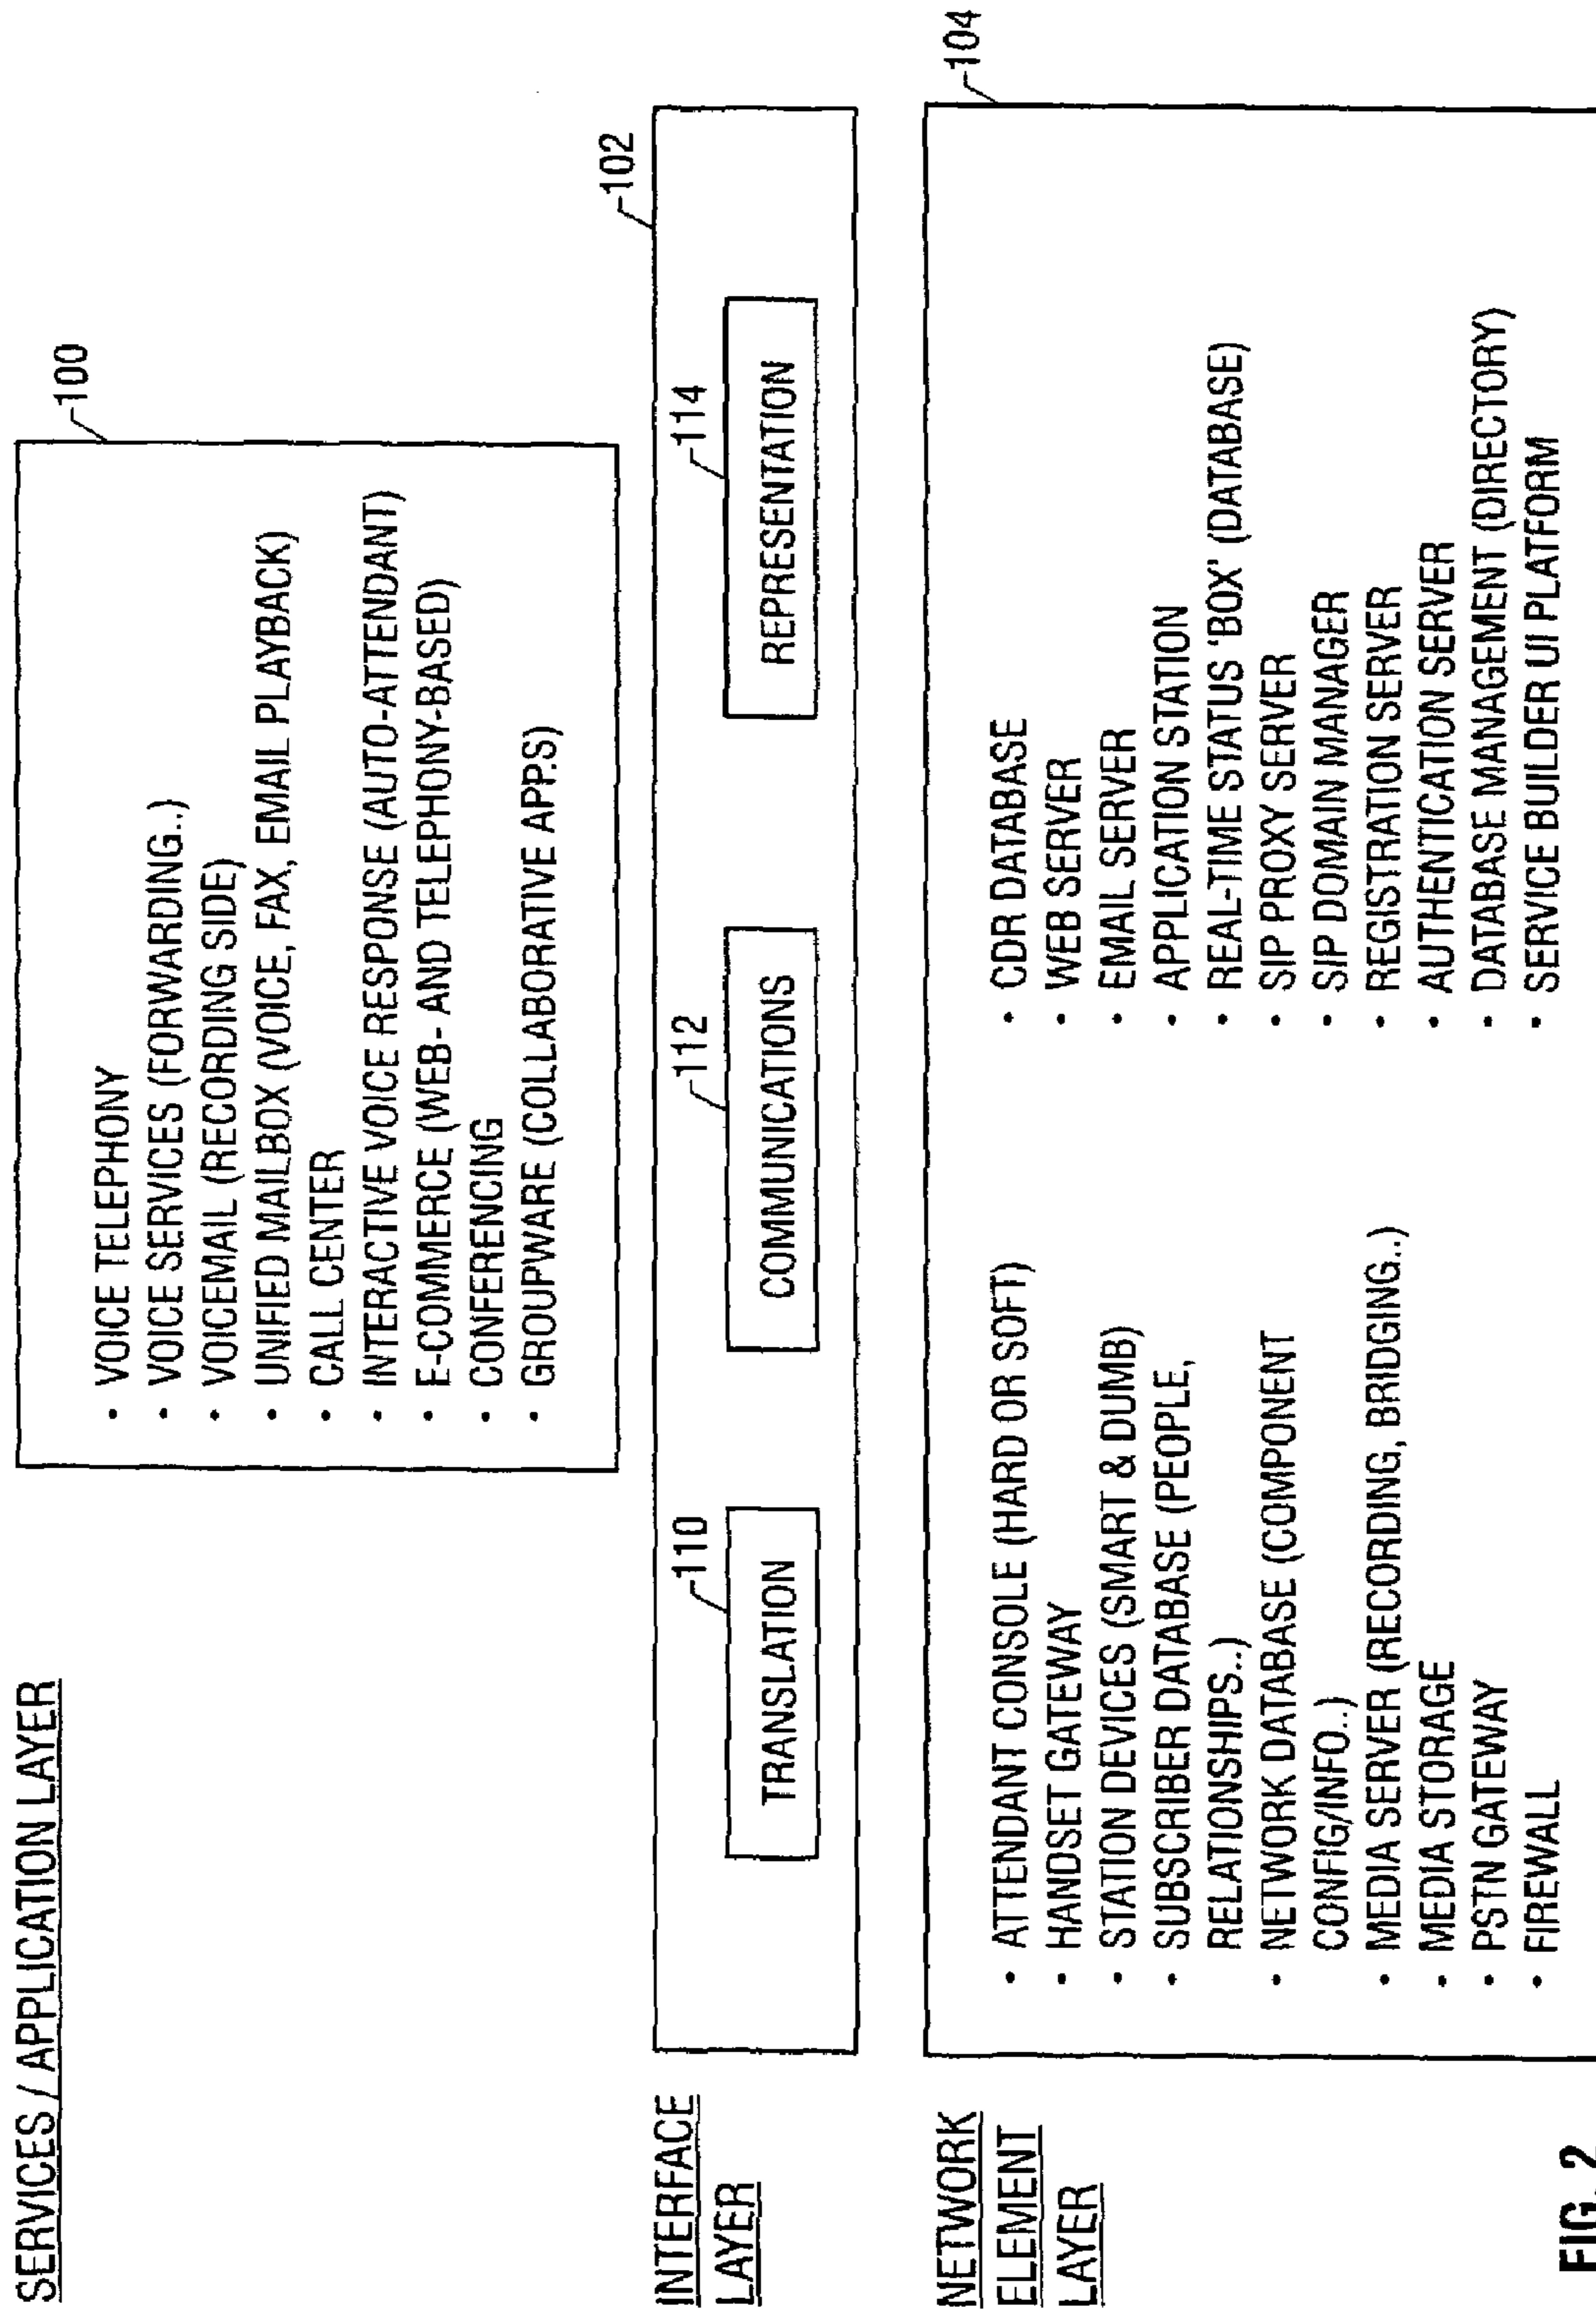 SERVICES / APPLICATION LAYER
100
• VOICE TELEPHONY
• VOICE SERVICES (FORWARDING..)
• VOICEMAIL (RECORDING SIDE)
• UNIFIED MAILBOX (VOICE, FAX, EMAIL PLAYBACK)
• CALL CENTER
• INTERACTIVE VOICE RESPONSE (AUTO-ATTENDANT)
• E-COMMERCE (WEB- AND TELEPHONY-BASED)
• CONFERENCING
• GROUPWARE (COLLABORATIVE APPS)
INTERFACE
LAYER
102
110
TRANSLATION
112
COMMUNICATIONS
114
REPRESENTATION
NETWORK
ELEMENT
LAYER
104
• ATTENDANT CONSOLE (HARD OR SOFT)
• HANDSET GATEWAY
• STATION DEVICES (SMART & DUMB)
• SUBSCRIBER DATABASE (PEOPLE,
RELATIONSHIPS..)
• NETWORK DATABASE (COMPONENT
CONFIG/INFO..)
• MEDIA SERVER (RECORDING, BRIDGING..)
• MEDIA STORAGE
• PSTN GATEWAY
• FIREWALL
• CDR DATABASE
• WEB SERVER
• EMAIL SERVER
• APPLICATION STATION
• REAL-TIME STATUS 'BOX' (DATABASE)
• SIP PROXY SERVER
• SIP DOMAIN MANAGER
• REGISTRATION SERVER
• AUTHENTICATION SERVER
• DATABASE MANAGEMENT (DIRECTORY)
• SERVICE BUILDER UI PLATFORM
FIG. 2